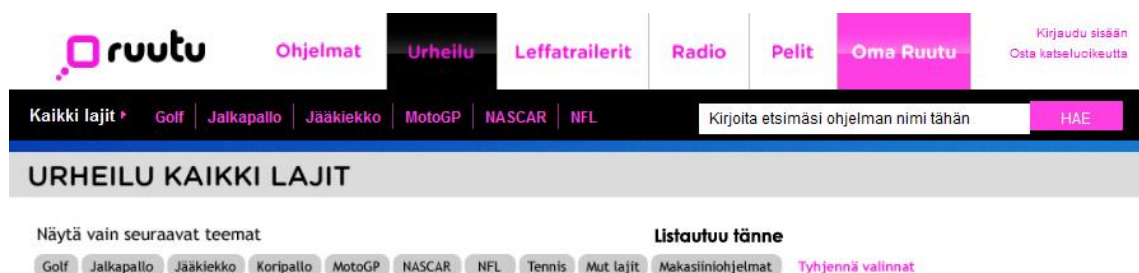 ruutu Ohjelmat Urheilu Leffatrailerit Radio Pelit Oma Ruutu
Kirjaudu sisään
Osta katseluoikeutta
Kaikki lajit Golf Jalkapallo Jääkiekko MotoGP NASCAR NFL Kirjoita etsimäsi ohjelman nimi tähän HAE
URHEILU KAIKKI LAJIT
Näytä vain seuraavat teemat Listautuu tänne
Golf Jalkapallo Jääkiekko Koripallo MotoGP NASCAR NFL Tennis Mut lajit Makasiiniohjelmat Tyhjennä valinnat